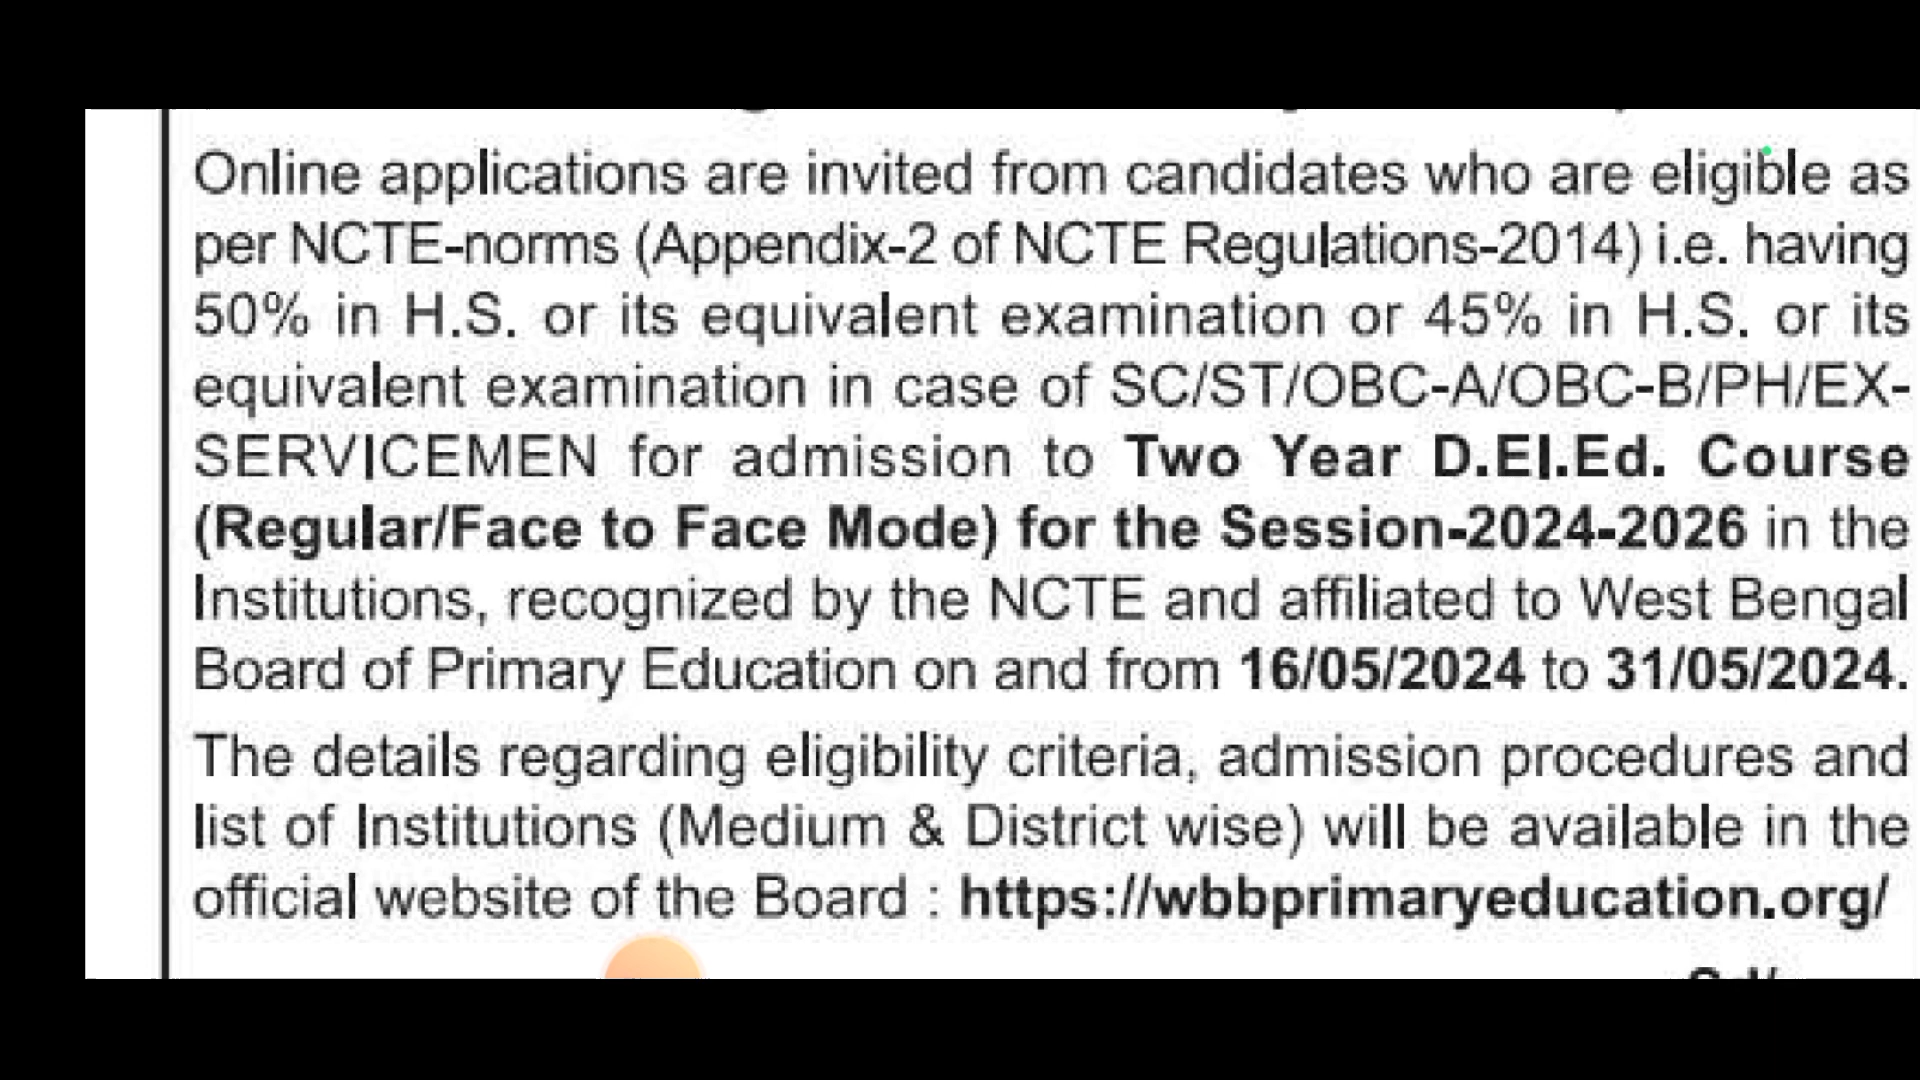 Online applications are invited from candidates who are eligible as
per NCTE-norms (Appendix-2 of NCTE Regulations-2014) i.e. having
50% in H.S. or its equivalent examination or 45% in H.S. or its
equivalent examination in case of SC/ST/OBC-A/OBC-B/PH/EX-
SERVICEMEN for admission to Two Year D.El.Ed. Course
(Regular/Face to Face Mode) for the Session-2024-2026 in the
Institutions, recognized by the NCTE and affiliated to West Bengal
Board of Primary Education on and from 16/05/2024 to 31/05/2024.
The details regarding eligibility criteria, admission procedures and
list of Institutions (Medium & District wise) will be available in the
official website of the Board : https://wbbprimaryeducation.org/